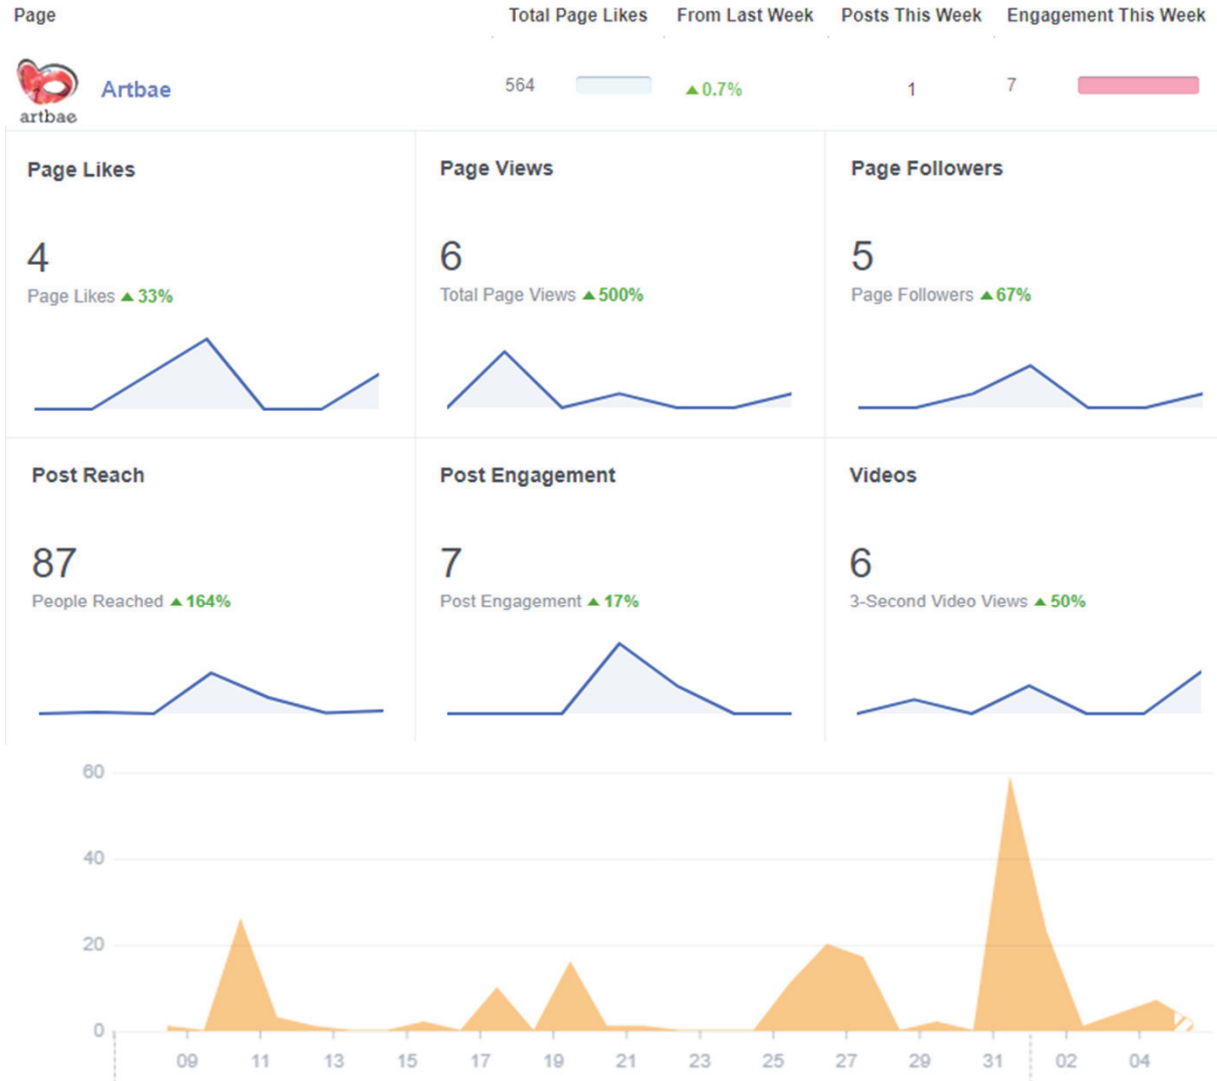 Page Total Page Likes From Last Week Posts This Week Engagement This Week
artbae Artbae 564 ▲0.7% 1 7
Page Likes Page Views Page Followers
4 6 5
Page Likes ▲33% Total Page Views ▲500% Page Followers ▲67%
Post Reach Post Engagement Videos
87 7 6
People Reached ▲164% Post Engagement ▲17% 3-Second Video Views ▲50%
60
40
20
0
09 11 13 15 17 19 21 23 25 27 29 31 02 04